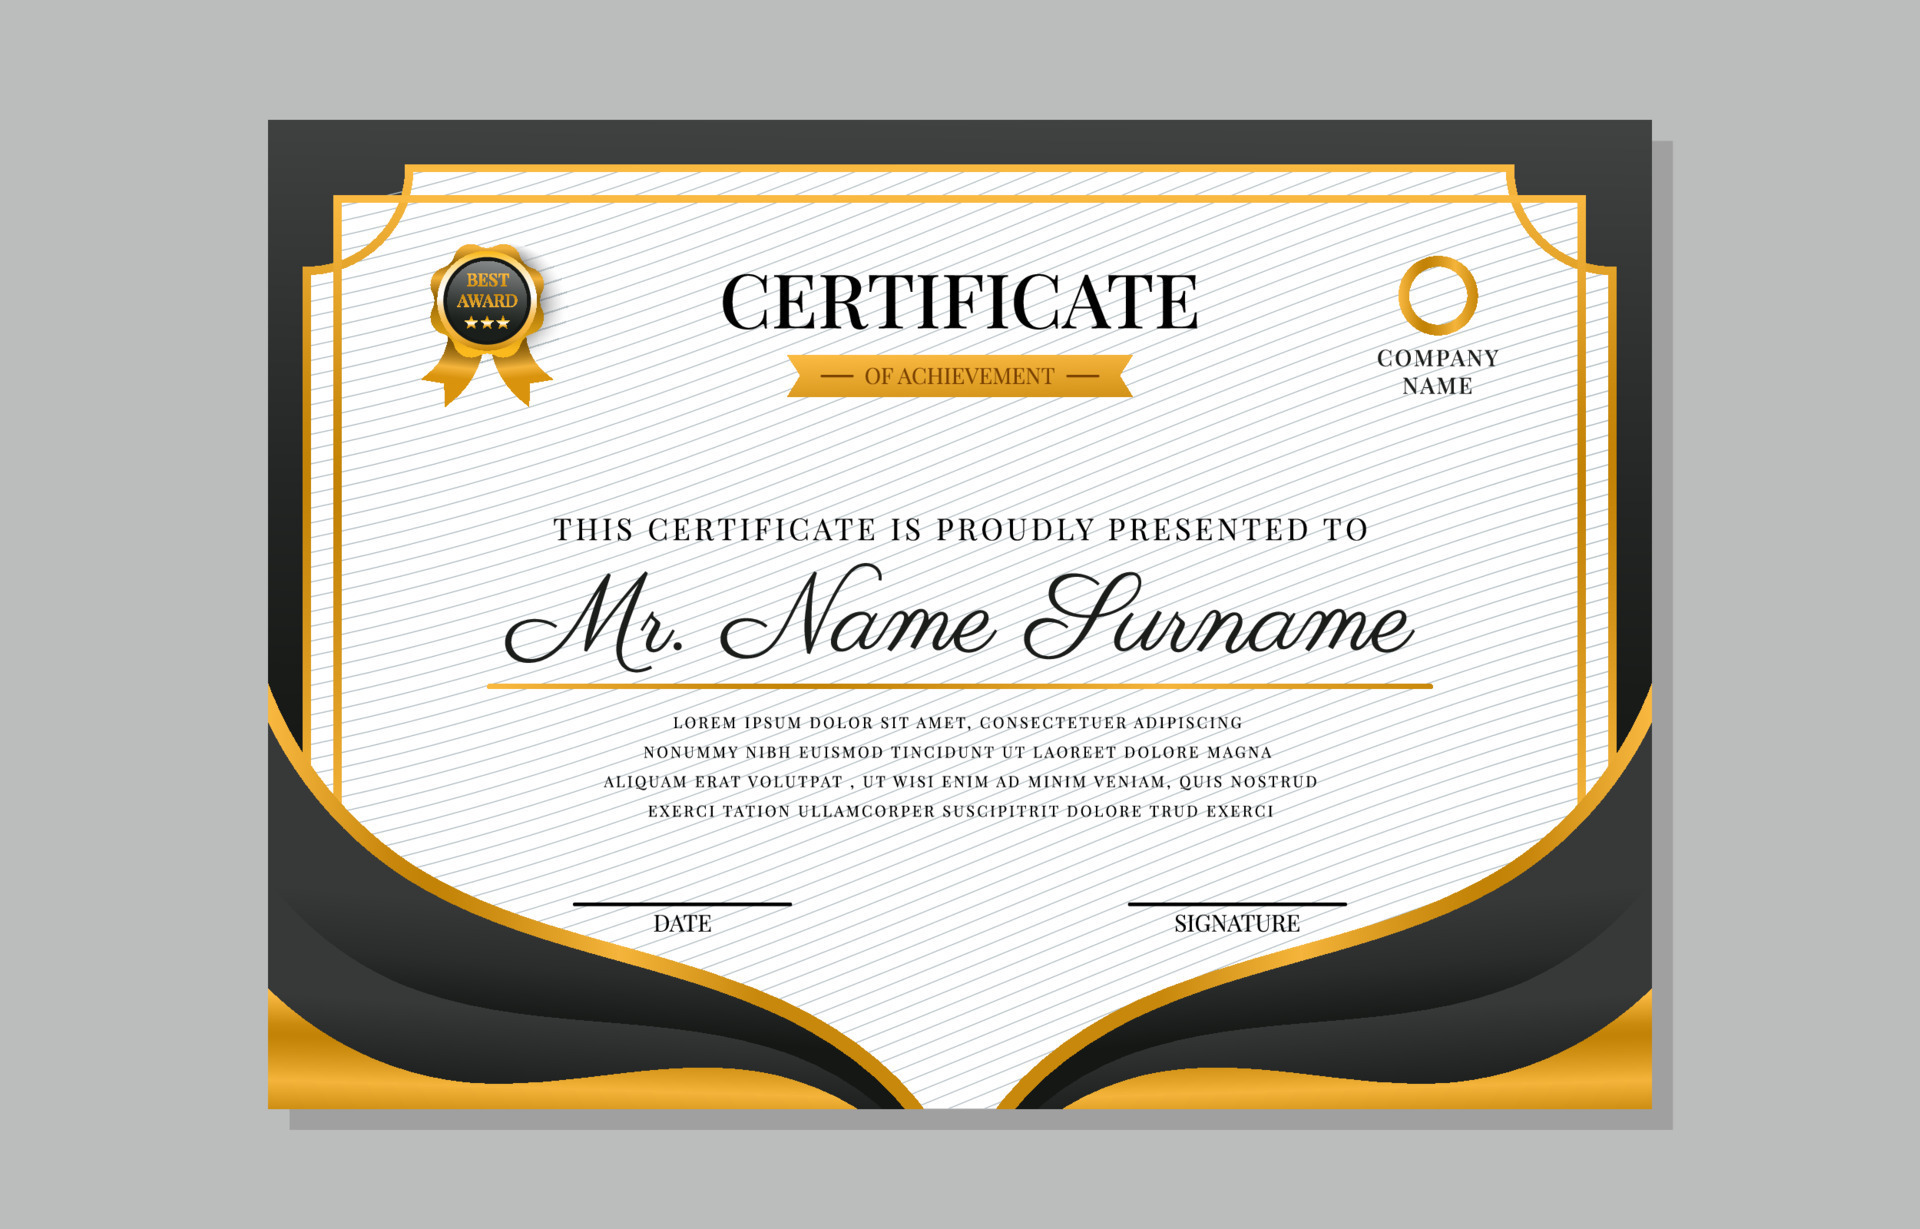 BEST
AWARD
CERTIFICATE
OF ACHIEVEMENT
COMPANY
NAME
THIS CERTIFICATE IS PROUDLY PRESENTED TO
Mr. Name Surname
LOREM IPSUM DOLOR SIT AMET, CONSECTETUER ADIPISCING
NONUMMY NIBH EUISMOD TINCIDUNT UT LAOREET DOLORE MAGNA
ALIQUAM ERAT VOLUTPAT , UT WISI ENIM AD MINIM VENIAM, QUIS NOSTRUD
EXERCI TATION ULLAMCORPER SUSCIPITRIT DOLORE TRUD EXERCI
DATE
SIGNATURE